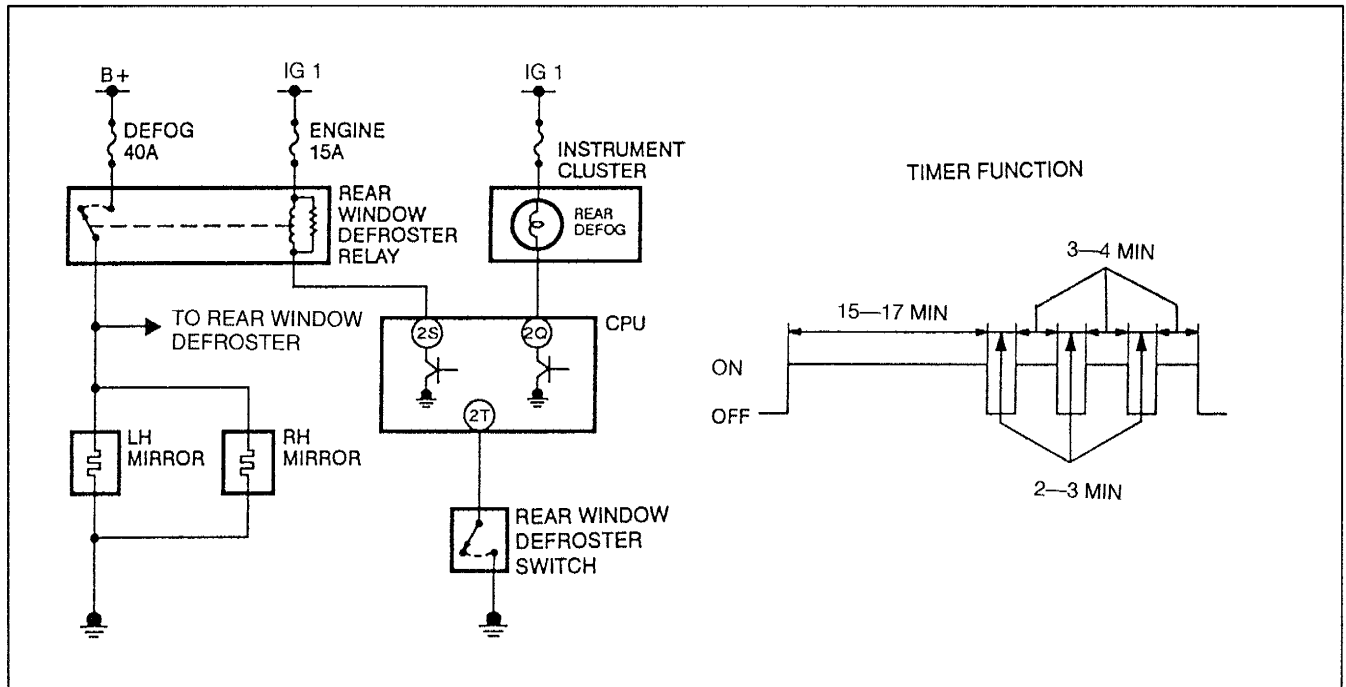 B+
IG 1
IG 1
DEFOG
40A
ENGINE
15A
INSTRUMENT
CLUSTER
REAR
WINDOW
DEFROSTER
RELAY
REAR
DEFOG
TO REAR WINDOW
DEFROSTER
CPU
2S
2Q
2T
LH
MIRROR
RH
MIRROR
REAR WINDOW
DEFROSTER
SWITCH
TIMER FUNCTION
3—4 MIN
15—17 MIN
ON
OFF
2—3 MIN